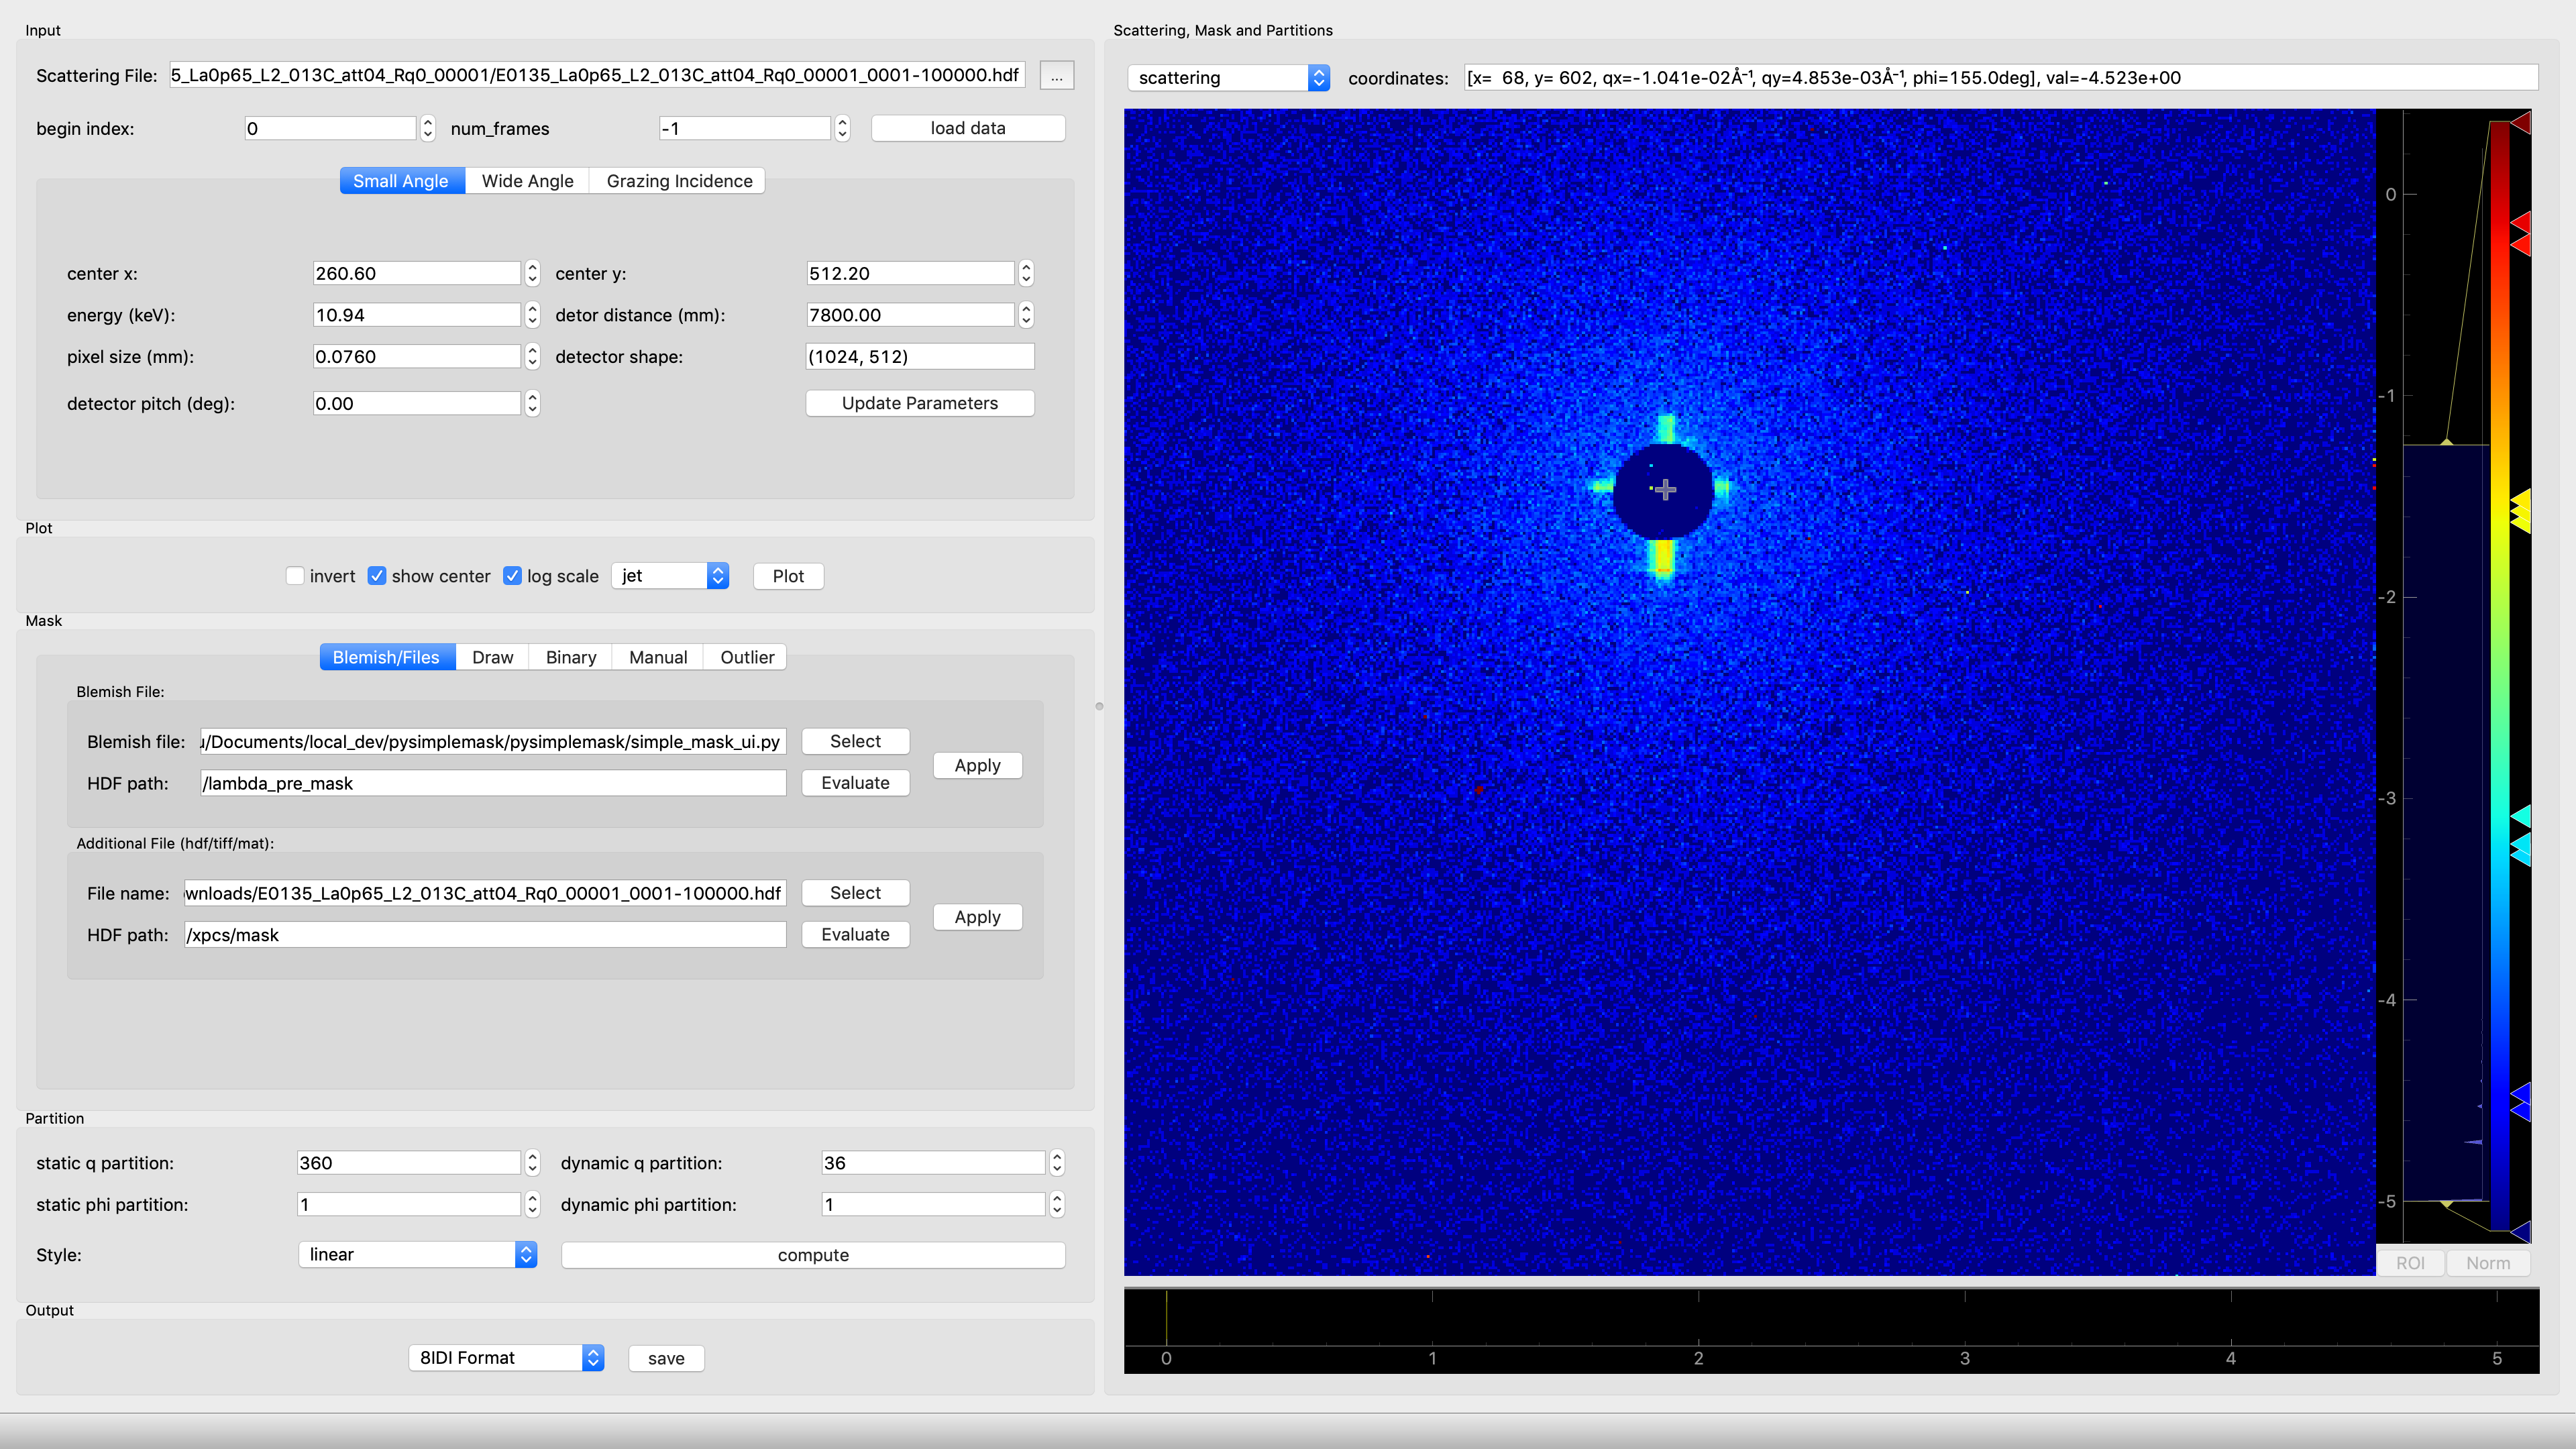 Input
Scattering File: 5_La0p65_L2_013C_att04_Rq0_00001/E0135_La0p65_L2_013C_att04_Rq0_00001_0001-100000.hdf ...
begin index: 0 num_frames -1 load data
Small Angle Wide Angle Grazing Incidence
center x: 260.60 center y: 512.20
energy (keV): 10.94 detor distance (mm): 7800.00
pixel size (mm): 0.0760 detector shape: (1024, 512)
detector pitch (deg): 0.00 Update Parameters
Plot
invert show center log scale jet Plot
Mask
Blemish/Files Draw Binary Manual Outlier
Blemish File:
Blemish file: /Documents/local_dev/pysimplemask/pysimplemask/simple_mask_ui.py Select
Apply
HDF path: /lambda_pre_mask Evaluate
Additional File (hdf/tiff/mat):
File name: wnloads/E0135_La0p65_L2_013C_att04_Rq0_00001_0001-100000.hdf Select
Apply
HDF path: /xpcs/mask Evaluate
Partition
static q partition: 360 dynamic q partition: 36
static phi partition: 1 dynamic phi partition: 1
Style: linear compute
Output
8IDI Format save
Scattering, Mask and Partitions
scattering coordinates: [x=  68, y= 602, qx=-1.041e-02Å⁻¹, qy=4.853e-03Å⁻¹, phi=155.0deg], val=-4.523e+00
0
-1
-2
-3
-4
-5
ROI Norm
0 1 2 3 4 5